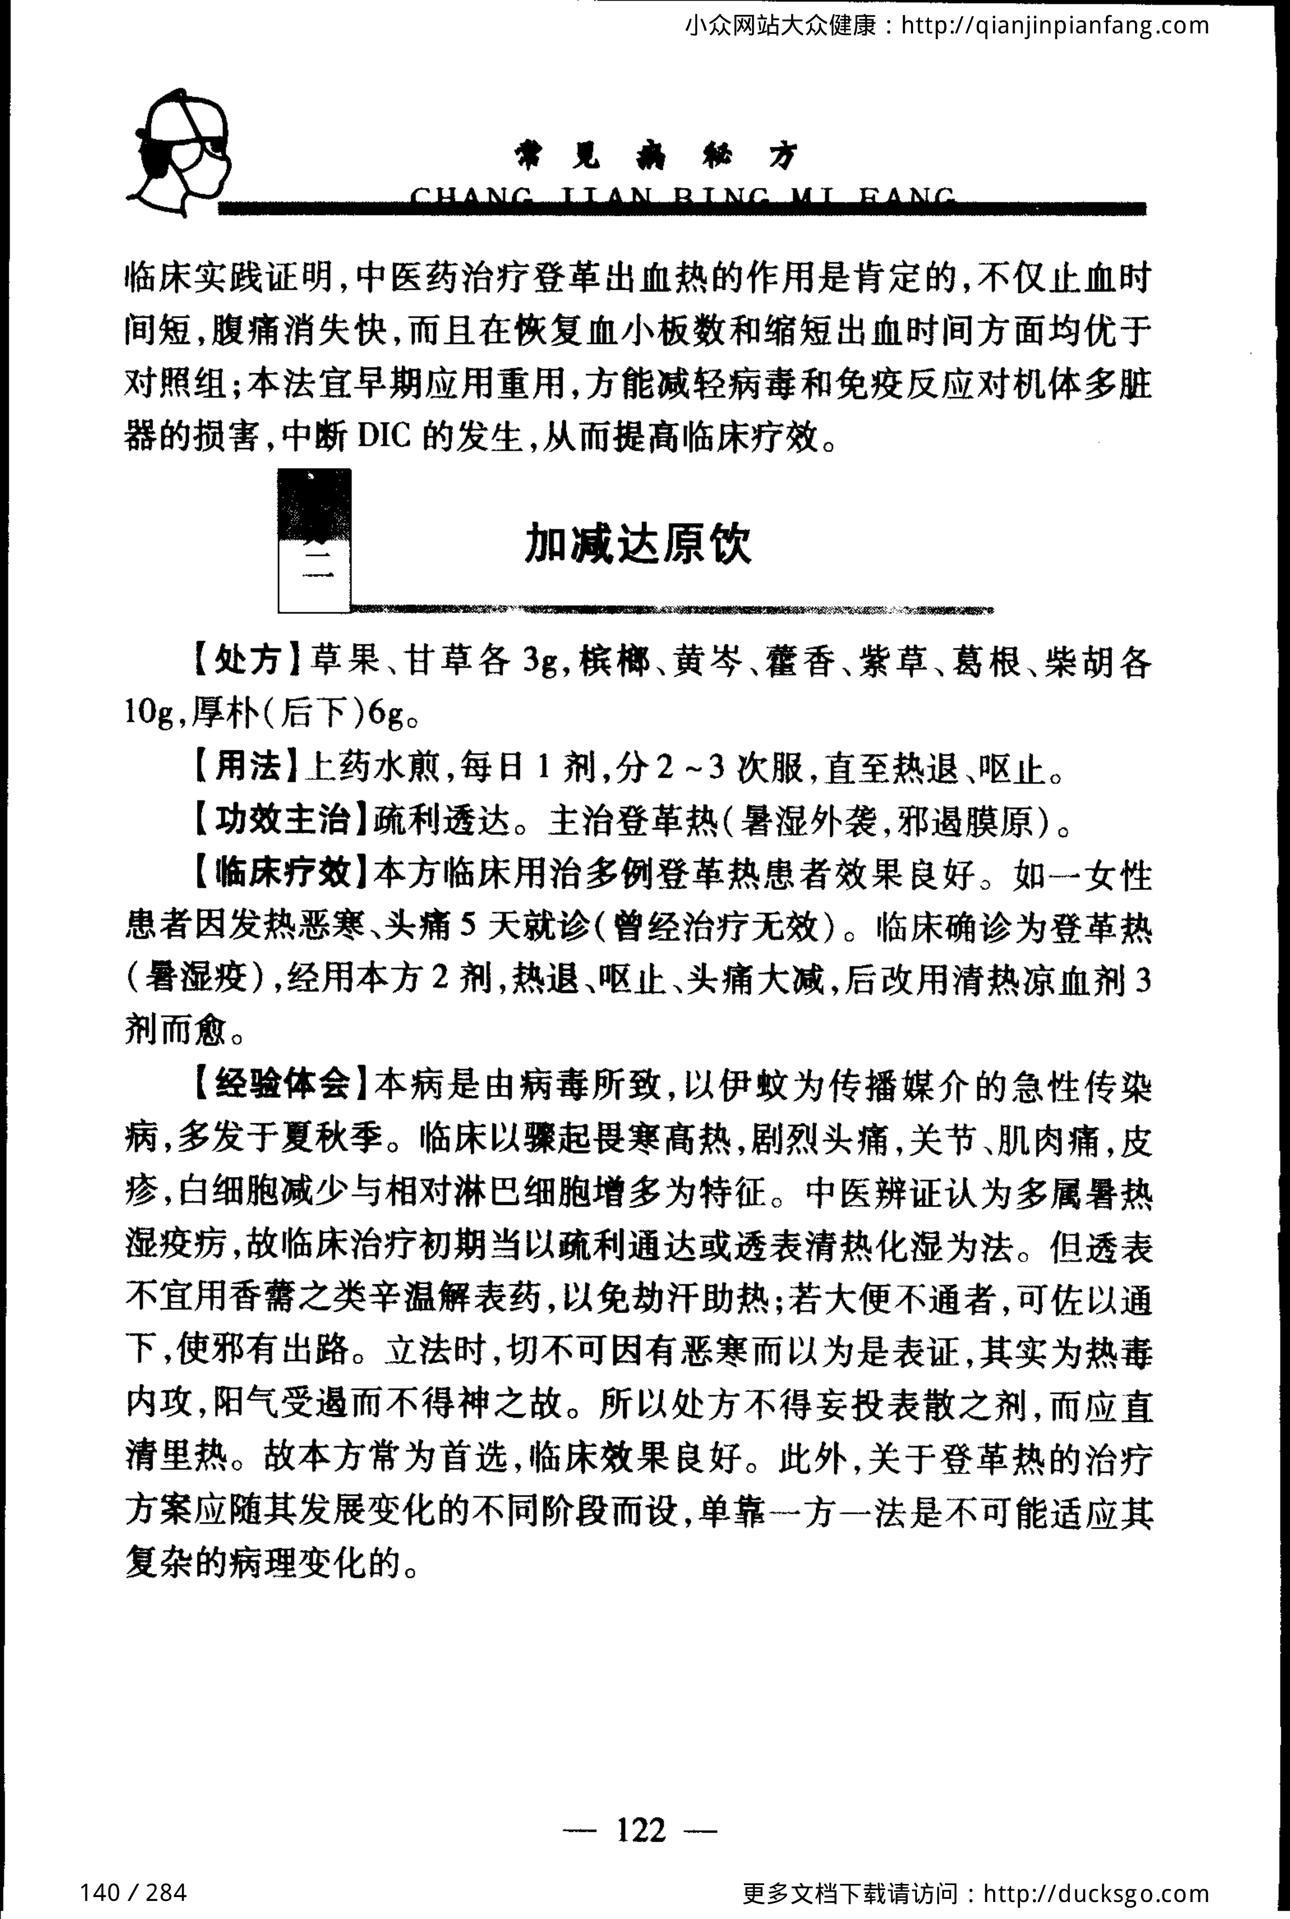 小众网站大众健康：http://qianjinpianfang.com
常见病秘方
CHANG JIAN BING MI FANG
临床实践证明,中医药治疗登革出血热的作用是肯定的,不仅止血时
间短,腹痛消失快,而且在恢复血小板数和缩短出血时间方面均优于
对照组;本法宜早期应用重用,方能减轻病毒和免疫反应对机体多脏
器的损害,中断 DIC 的发生,从而提高临床疗效。
二
加减达原饮
【处方】草果、甘草各 3g,槟榔、黄芩、藿香、紫草、葛根、柴胡各
10g,厚朴(后下)6g。
【用法】上药水煎,每日 1 剂,分 2～3 次服,直至热退、呕止。
【功效主治】疏利透达。主治登革热(暑湿外袭,邪遏膜原)。
【临床疗效】本方临床用治多例登革热患者效果良好。如一女性
患者因发热恶寒、头痛 5 天就诊(曾经治疗无效)。临床确诊为登革热
(暑湿疫),经用本方 2 剂,热退、呕止、头痛大减,后改用清热凉血剂 3
剂而愈。
【经验体会】本病是由病毒所致,以伊蚊为传播媒介的急性传染
病,多发于夏秋季。临床以骤起畏寒高热,剧烈头痛,关节、肌肉痛,皮
疹,白细胞减少与相对淋巴细胞增多为特征。中医辨证认为多属暑热
湿疫疠,故临床治疗初期当以疏利通达或透表清热化湿为法。但透表
不宜用香薷之类辛温解表药,以免劫汗助热;若大便不通者,可佐以通
下,使邪有出路。立法时,切不可因有恶寒而以为是表证,其实为热毒
内攻,阳气受遏而不得神之故。所以处方不得妄投表散之剂,而应直
清里热。故本方常为首选,临床效果良好。此外,关于登革热的治疗
方案应随其发展变化的不同阶段而设,单靠一方一法是不可能适应其
复杂的病理变化的。
— 122 —
140 / 284
更多文档下载请访问：http://ducksgo.com